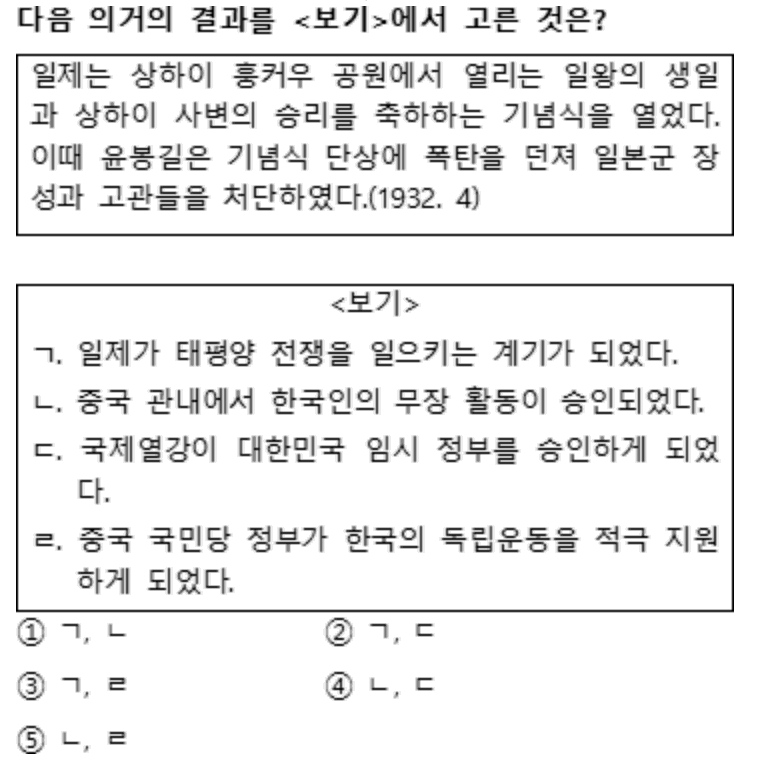 다음 의거의 결과를 <보기>에서 고른 것은?
일제는 상하이 훙커우 공원에서 열리는 일왕의 생일
과 상하이 사변의 승리를 축하하는 기념식을 열었다.
이때 윤봉길은 기념식 단상에 폭탄을 던져 일본군 장
성과 고관들을 처단하였다.(1932. 4)
<보기>
ㄱ. 일제가 태평양 전쟁을 일으키는 계기가 되었다.
ㄴ. 중국 관내에서 한국인의 무장 활동이 승인되었다.
ㄷ. 국제열강이 대한민국 임시 정부를 승인하게 되었
다.
ㄹ. 중국 국민당 정부가 한국의 독립운동을 적극 지원
하게 되었다.
① ㄱ, ㄴ ② ㄱ, ㄷ
③ ㄱ, ㄹ ④ ㄴ, ㄷ
⑤ ㄴ, ㄹ